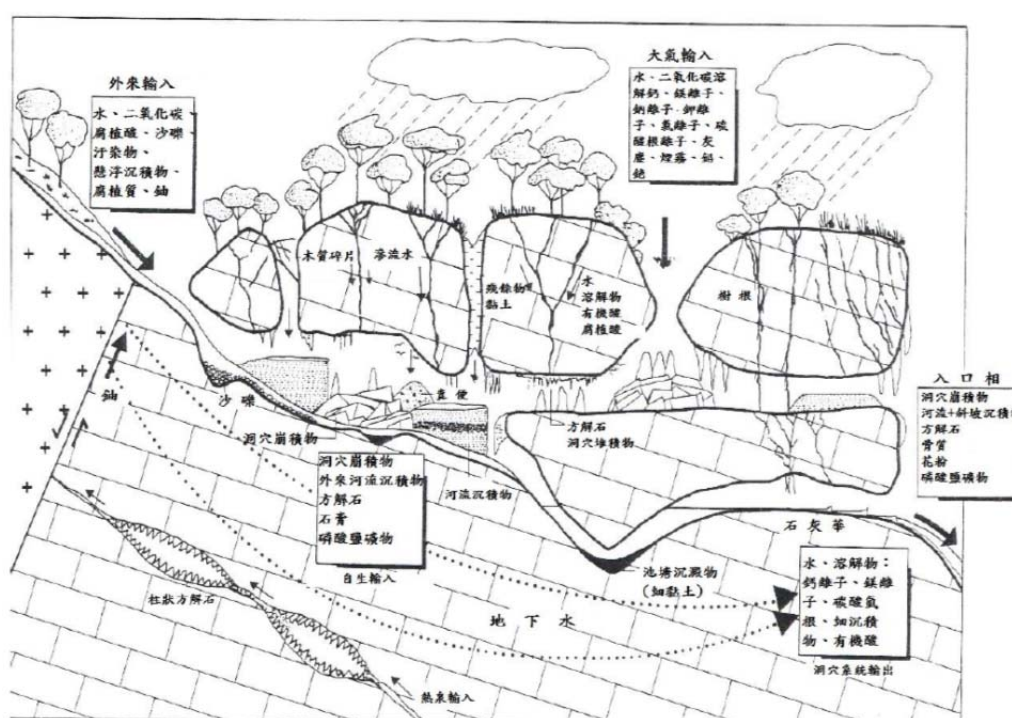 外來輸入
水、二氧化碳、
腐植酸、沙礫
汙染物、
懸浮沉積物、
腐植質、鈾
大氣輸入
水、二氧化碳溶
解鈣、鎂離子、
鈉離子、鉀離
子、氯離子、碳
醋根離子、灰
塵、煙霧、鉛、
銫
木質碎片
滲流水
殘餘物
黏土
水
溶解物
有機酸
腐植酸
樹根
鈾
沙礫
糞便
洞穴崩積物
方解石
洞穴堆積物
入口相
洞穴崩積物
河流+斜坡沉積
方解石
骨質
花粉
磷酸鹽礦物
洞穴崩積物
外來河流沉積物
方解石
石膏
磷酸鹽礦物
河流沉積物
自生輸入
石灰華
池塘沉澱物
(細黏土)
水、溶解物：
鈣離子、鎂離
子、碳酸氫
根、細沉積
物、有機酸
洞穴系統輸出
柱狀方解石
地下水
熱泉輸入